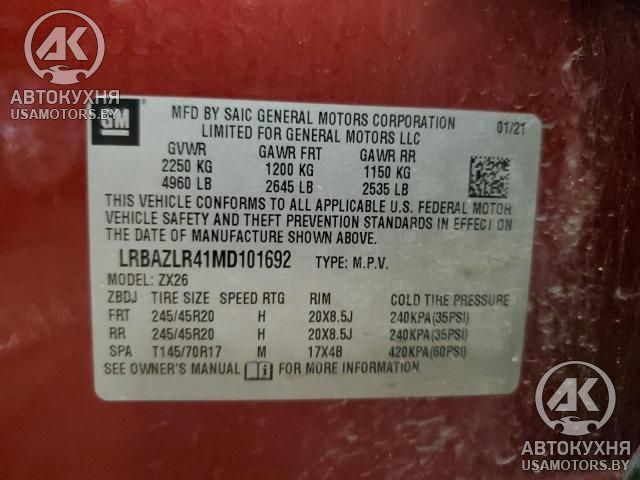 AK
АВТОКУХНЯ
USAMOTORS.BY
GM
MFD BY SAIC GENERAL MOTORS CORPORATION
LIMITED FOR GENERAL MOTORS LLC
01/21
GVWR GAWR FRT GAWR RR
2250 KG 1200 KG 1150 KG
4960 LB 2645 LB 2535 LB
THIS VEHICLE CONFORMS TO ALL APPLICABLE U.S. FEDERAL MOTOR
VEHICLE SAFETY AND THEFT PREVENTION STANDARDS IN EFFECT ON
THE DATE OF MANUFACTURE SHOWN ABOVE.
LRBAZLR41MD101692 TYPE: M.P.V.
MODEL: ZX26
ZBDJ TIRE SIZE SPEED RTG RIM COLD TIRE PRESSURE
FRT 245/45R20 H 20X8.5J 240KPA(35PSI)
RR 245/45R20 H 20X8.5J 240KPA(35PSI)
SPA T145/70R17 M 17X4B 420KPA(60PSI)
SEE OWNER'S MANUAL FOR MORE INFORMATION.
AK
АВТОКУХНЯ
USAMOTORS.BY